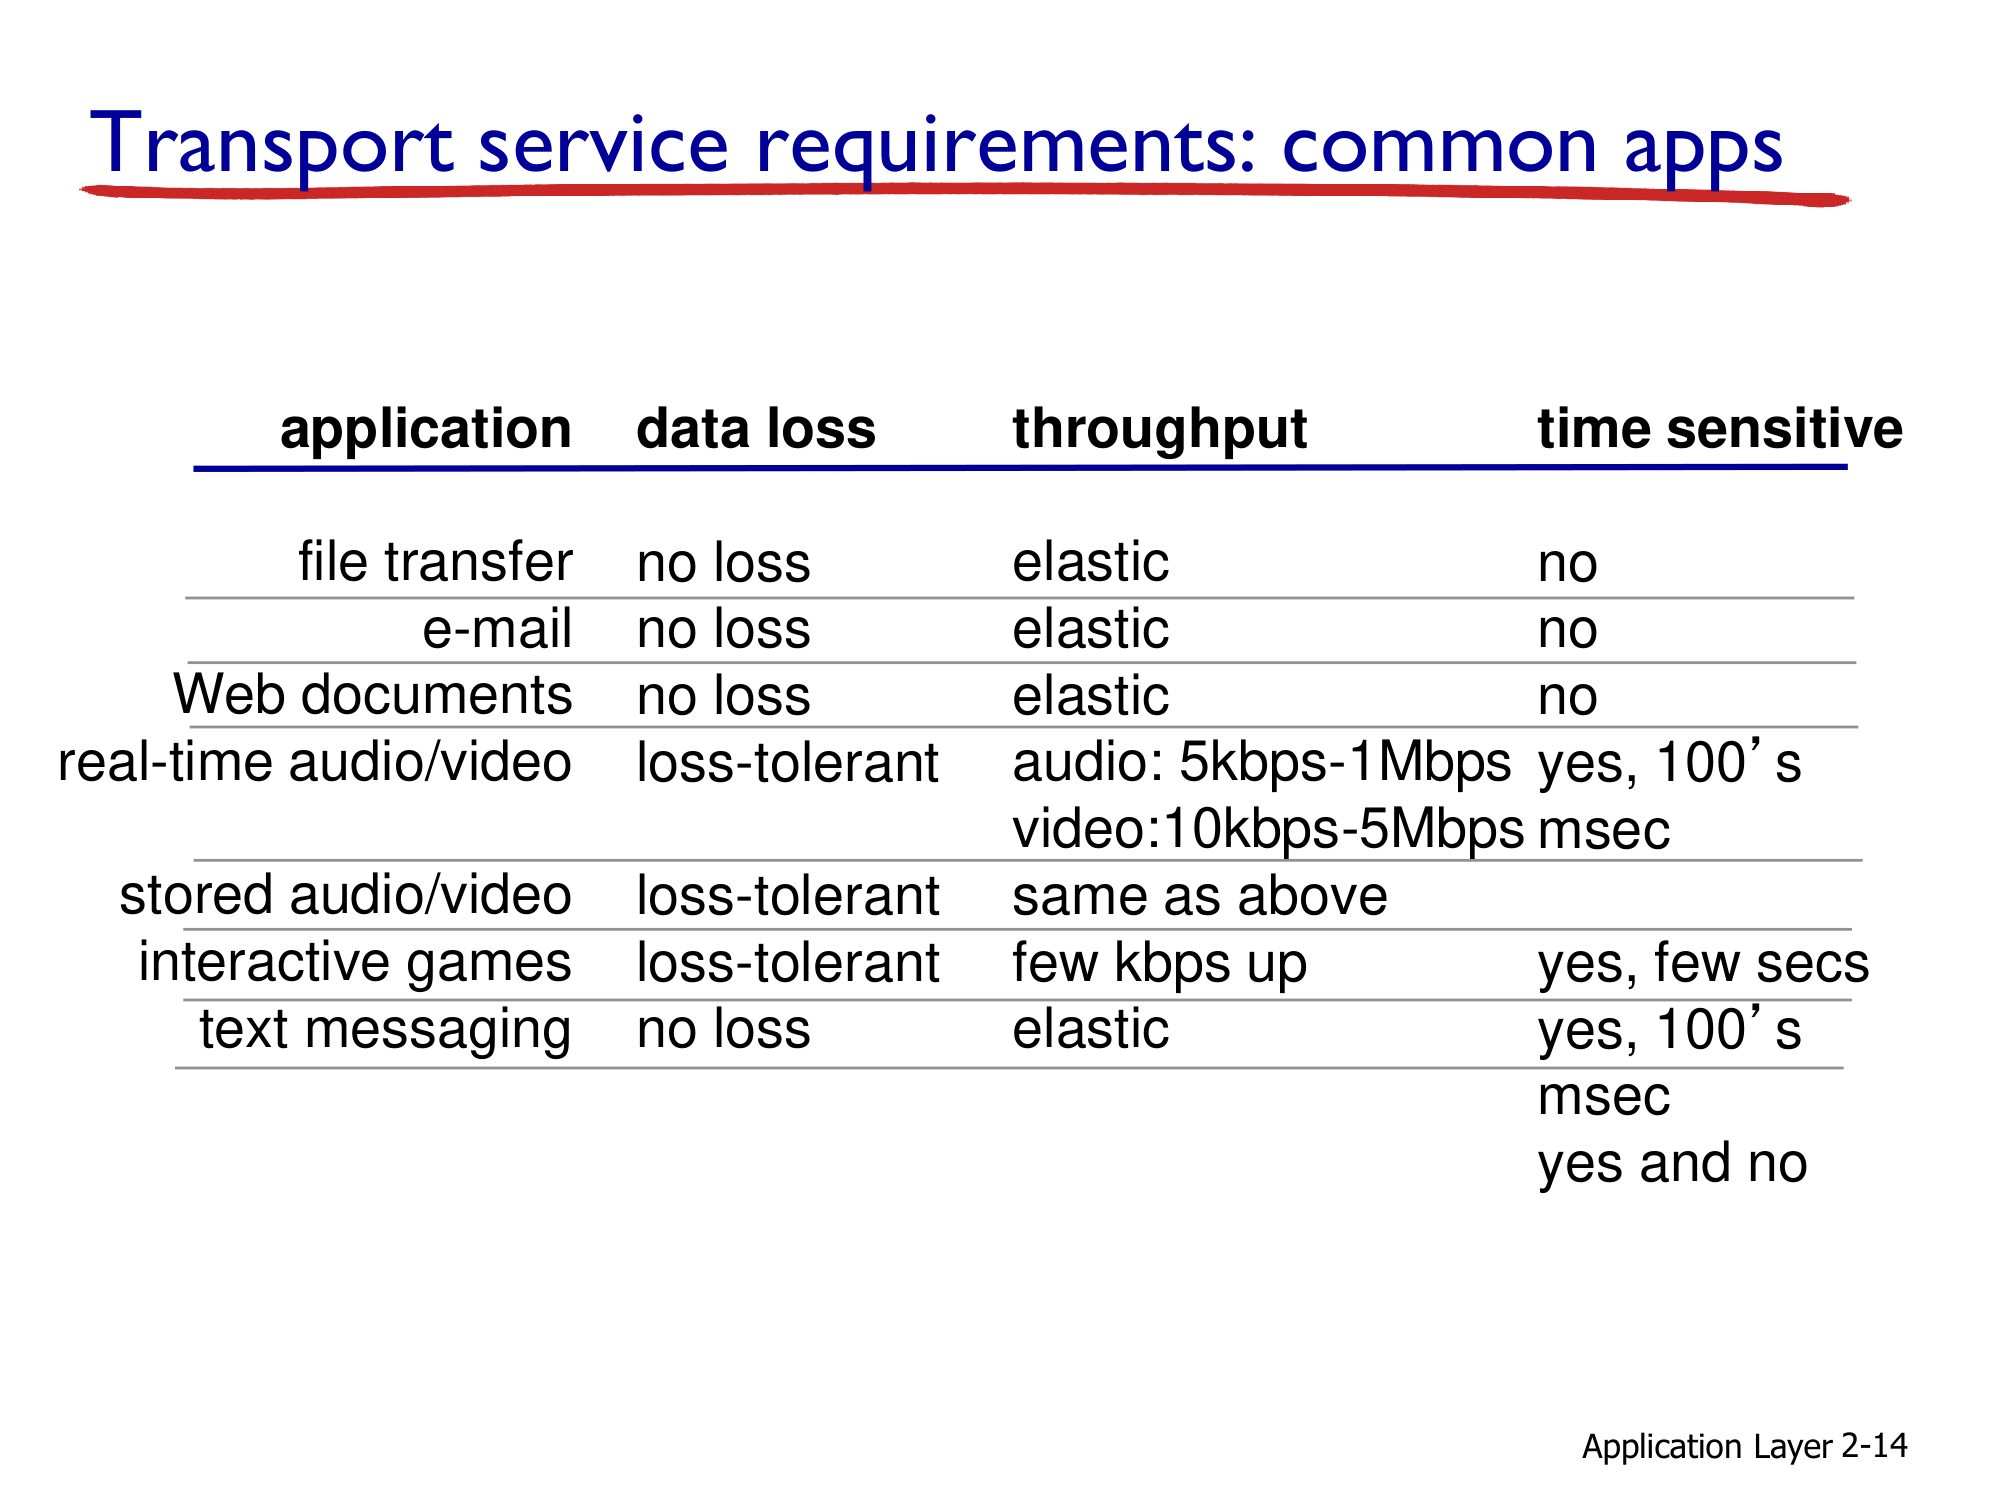 Transport service requirements: common apps
application data loss throughput time sensitive
file transfer no loss elastic no
e-mail no loss elastic no
Web documents no loss elastic no
real-time audio/video loss-tolerant audio: 5kbps-1Mbps yes, 100’s
video:10kbps-5Mbps msec
stored audio/video loss-tolerant same as above
interactive games loss-tolerant few kbps up yes, few secs
text messaging no loss elastic yes, 100’s
msec
yes and no
Application Layer 2-14